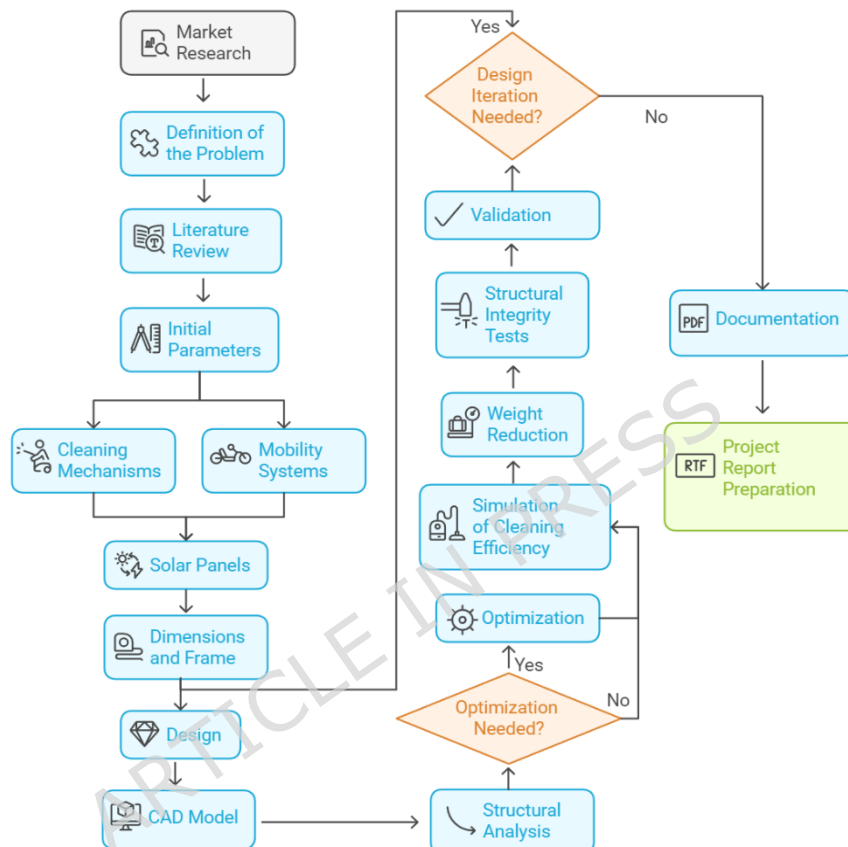 Market
Research
Definition of
the Problem
Literature
Review
Initial
Parameters
Cleaning
Mechanisms
Mobility
Systems
Solar Panels
Dimensions
and Frame
Design
CAD Model
Structural
Analysis
Optimization
Needed?
Yes
No
Optimization
Simulation
of Cleaning
Efficiency
Weight
Reduction
Structural
Integrity
Tests
Validation
Design
Iteration
Needed?
Yes
No
PDF
Documentation
RTF
Project
Report
Preparation
ARTICLE IN PRESS